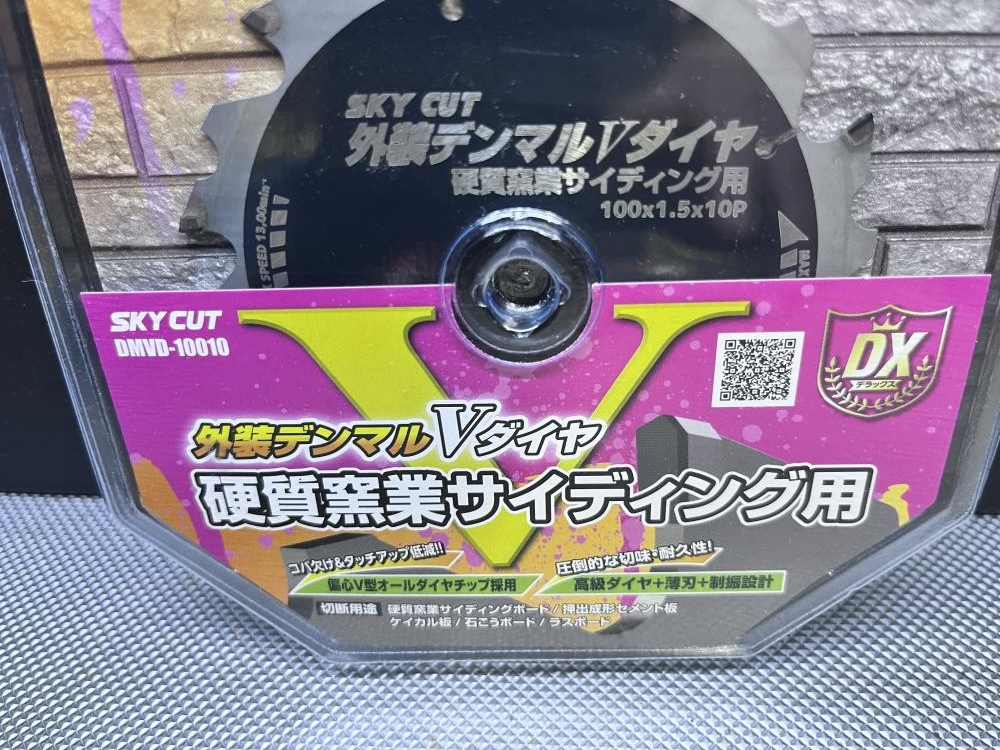 SKY CUT
外装デンマルVダイヤ
硬質窯業サイディング用
100x1.5x10P
SPEED 13,00min⁻¹
MAX
SKY CUT
DMVD-10010
DX
デラックス
外装デンマルVダイヤ
硬質窯業サイディング用
コバ欠け&タッチアップ低減!!
圧倒的な切味・耐久性!
偏心V型オールダイヤチップ採用
高級ダイヤ+薄刃+制振設計
切断用途 硬質窯業サイディングボード/押出成形セメント板
ケイカル板/石こうボード/ラスボード